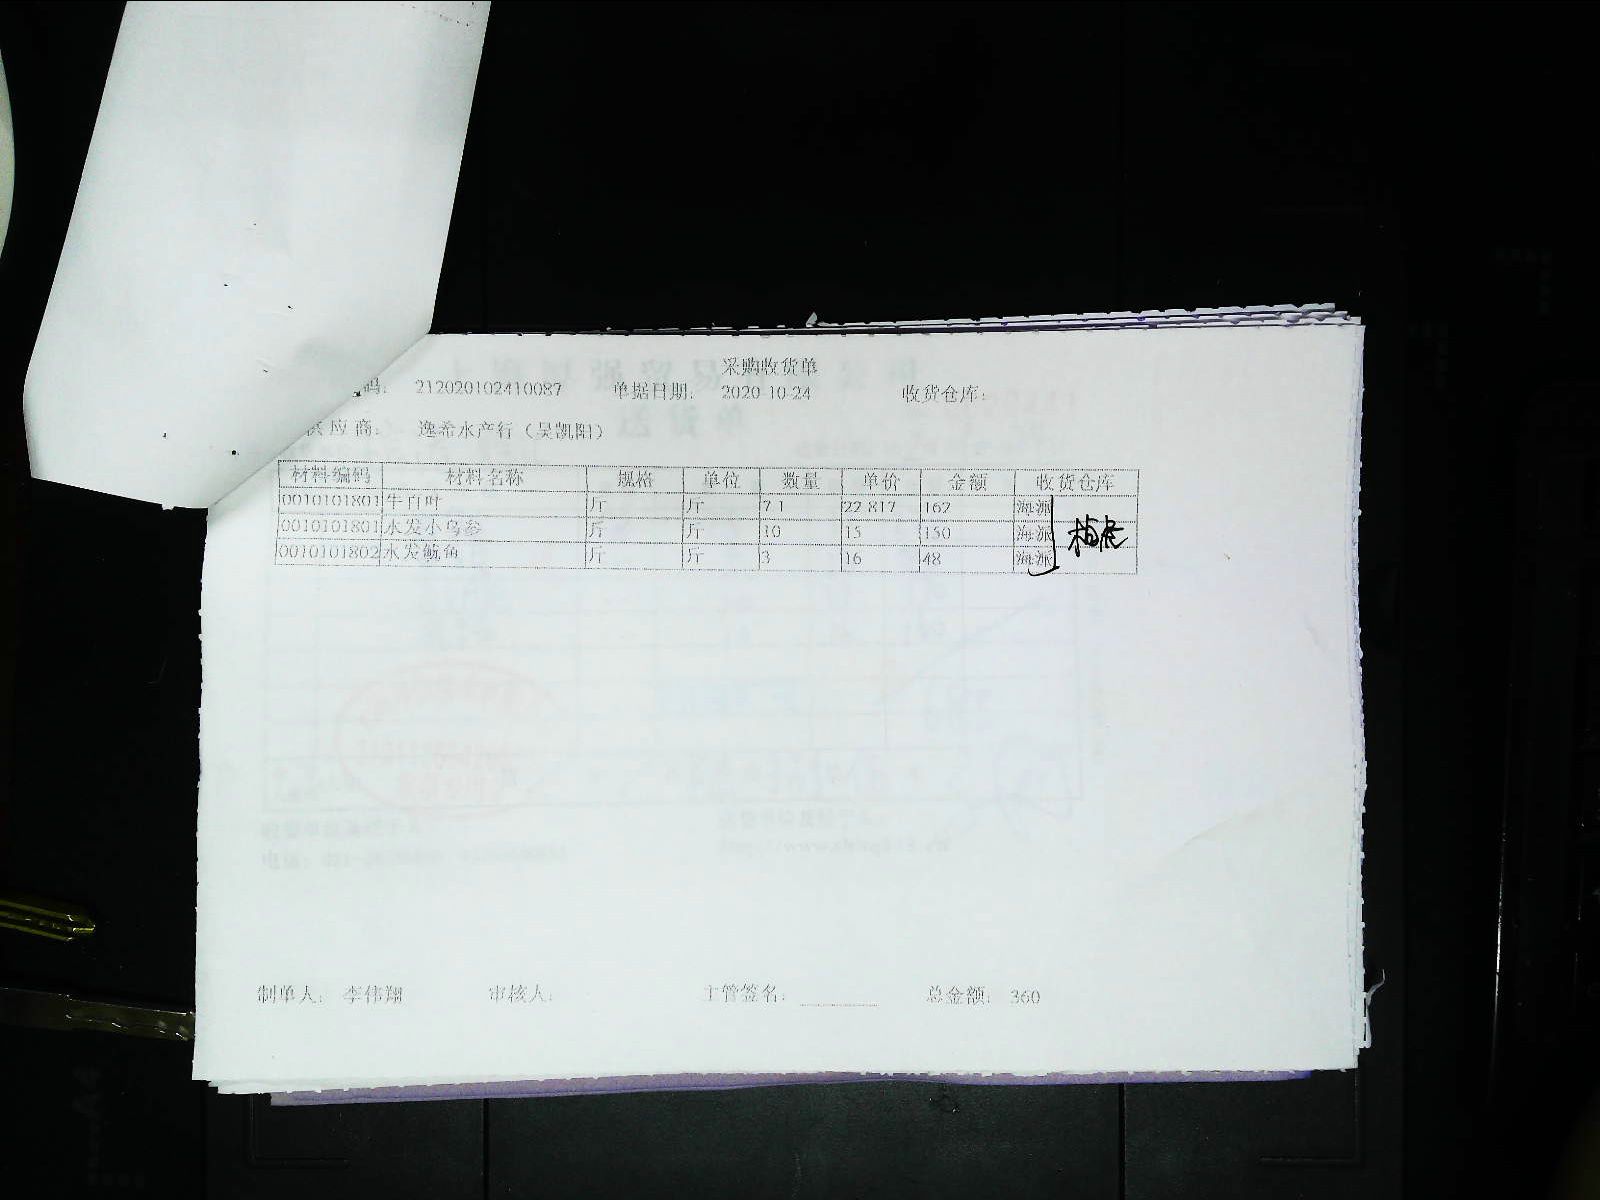 采购收货单
码： 212020102410087 单据日期： 2020-10-24 收货仓库：
供应商： 逸希水产行（吴凯阳）
材料编码 材料名称 规格 单位 数量 单价 金额 收货仓库
0010101801 牛百叶 斤 斤 7.1 22.817 162 海派
0010101801 水发小乌参 斤 斤 10 15 150 海派
0010101802 水发鱿鱼 斤 斤 3 16 48 海派
制单人： 李伟翔 审核人： 主管签名： 总金额： 360